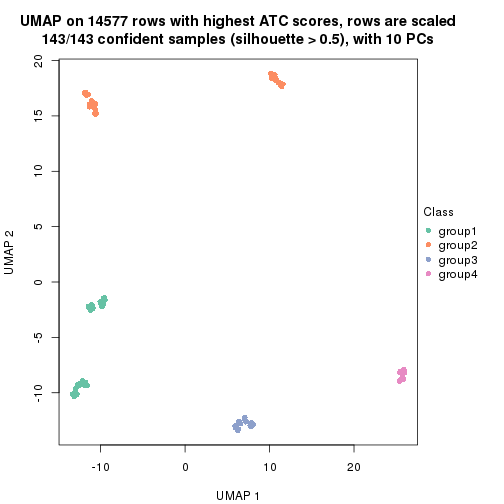 UMAP on 14577 rows with highest ATC scores, rows are scaled
143/143 confident samples (silhouette > 0.5), with 10 PCs
20
15
10
5
0
-5
-10
UMAP 2
-10
0
10
20
UMAP 1
Class
group1
group2
group3
group4